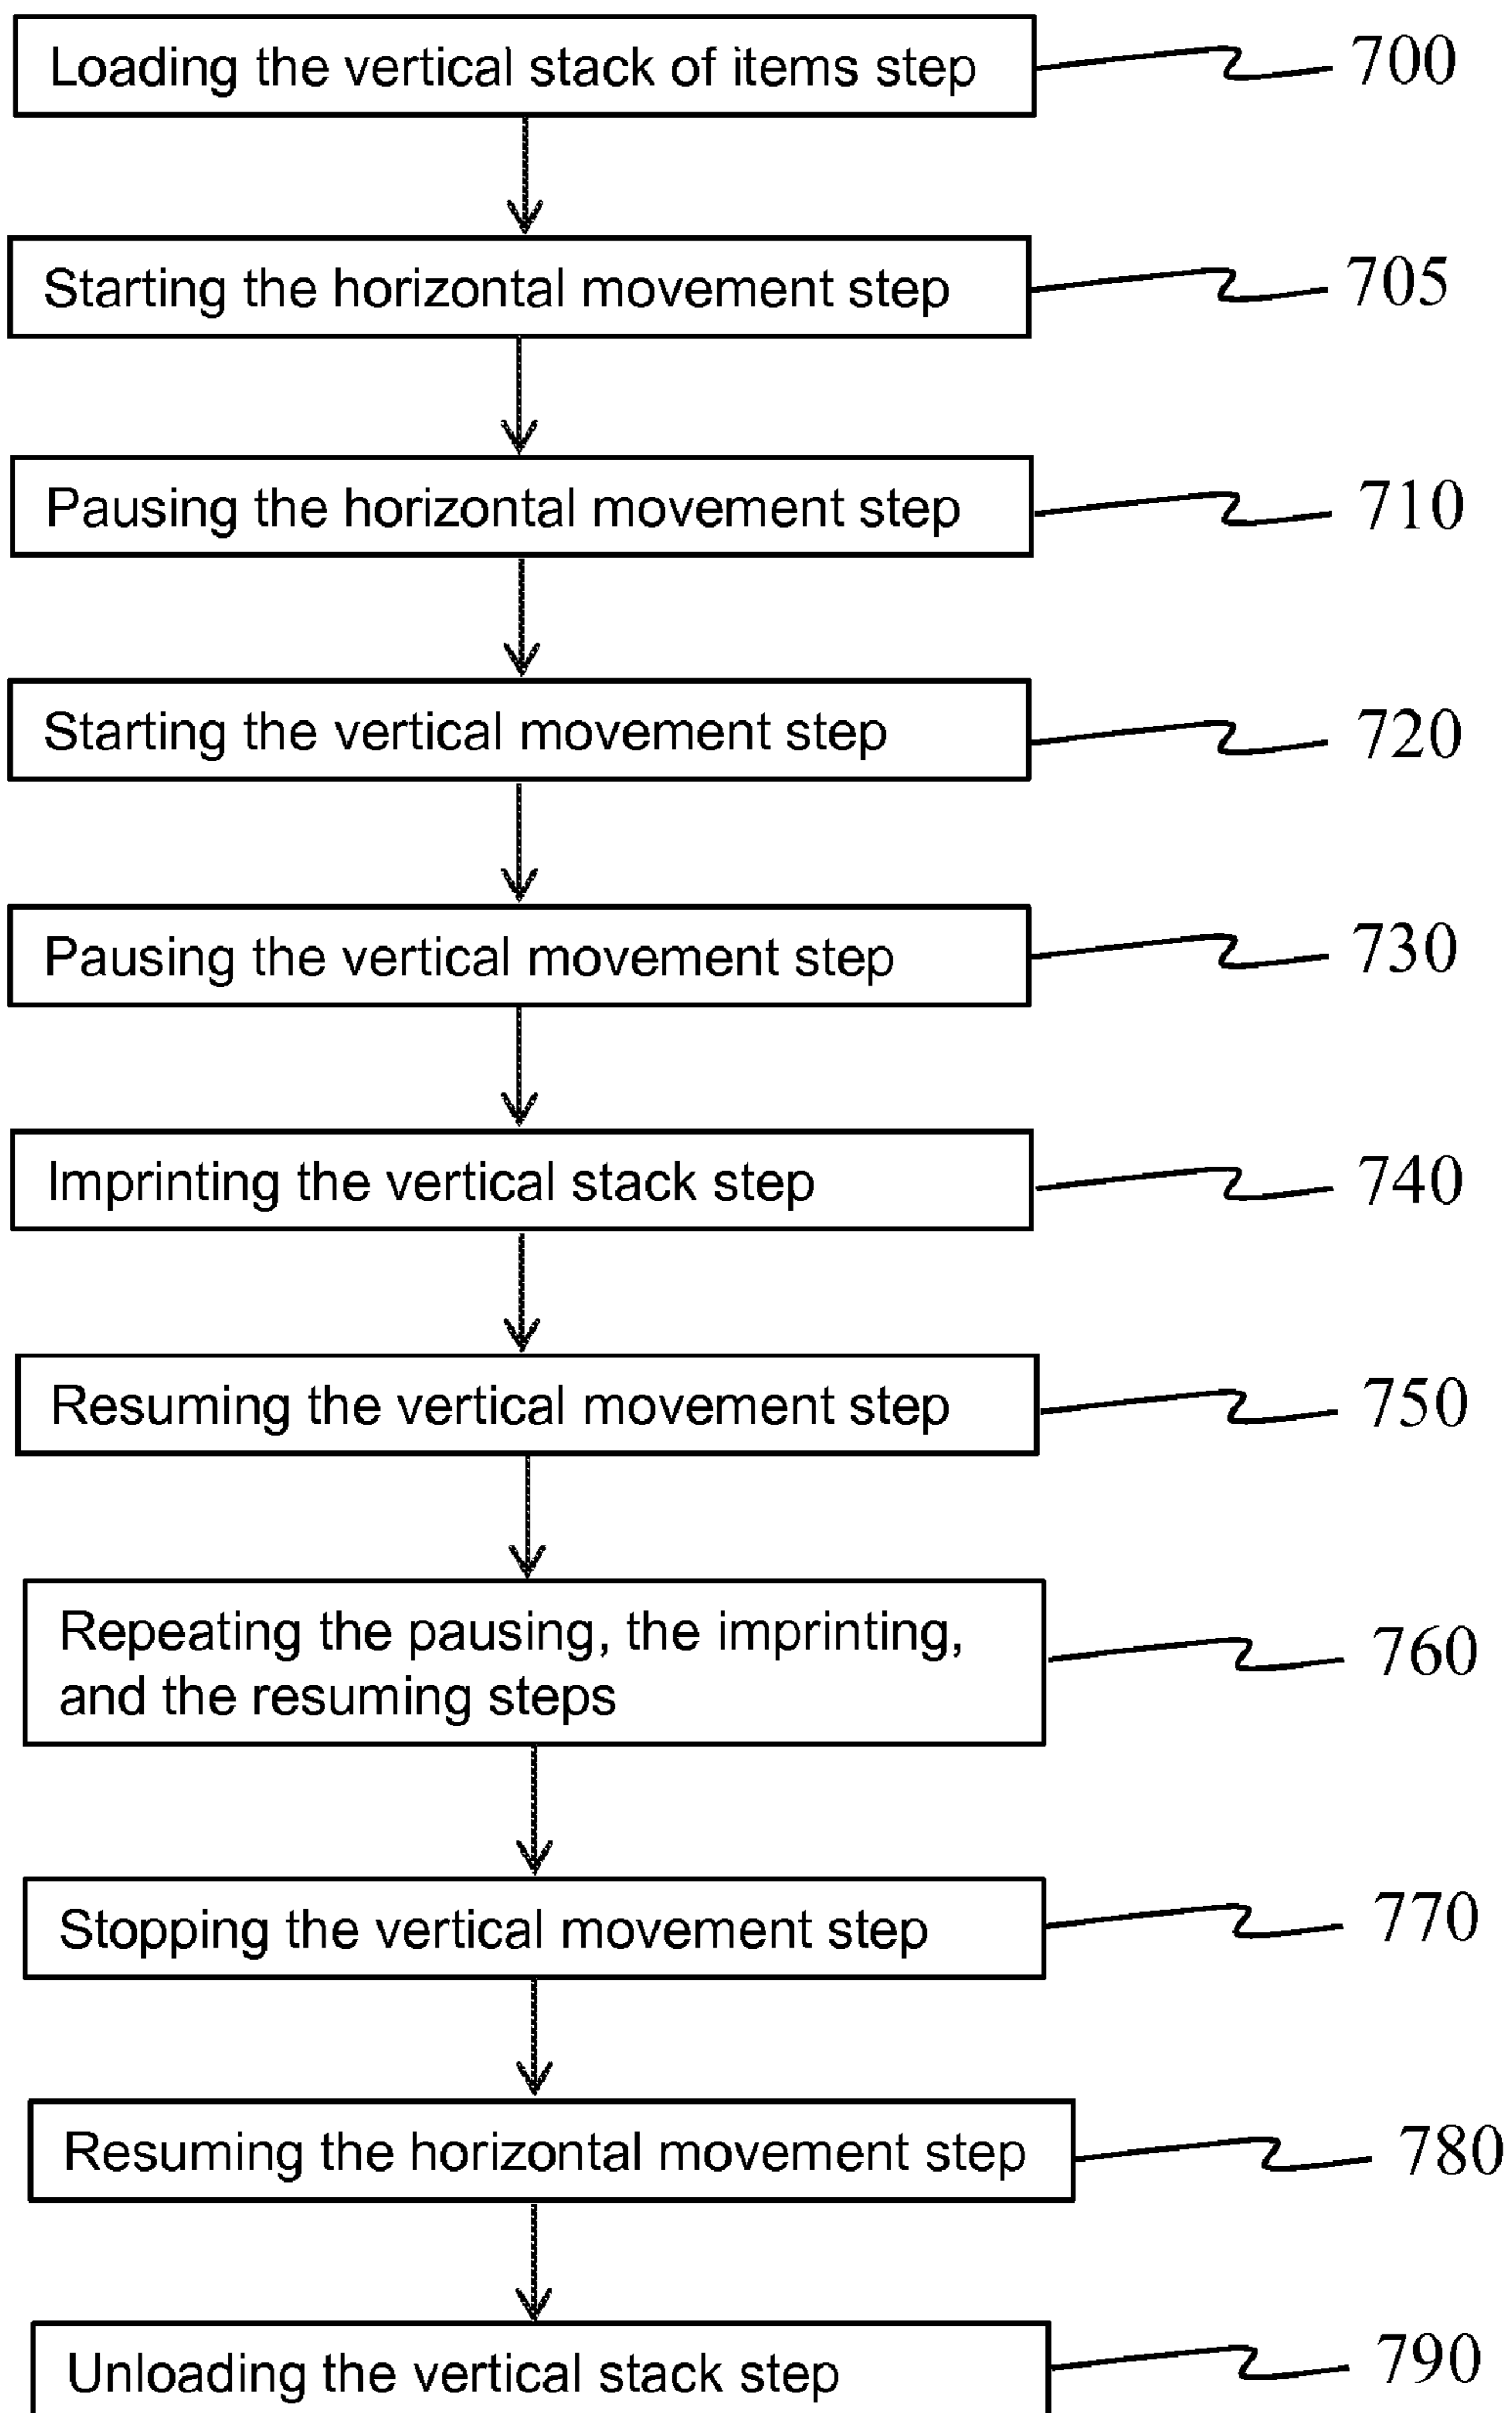 Loading the vertical stack of items step 700
Starting the horizontal movement step 705
Pausing the horizontal movement step 710
Starting the vertical movement step 720
Pausing the vertical movement step 730
Imprinting the vertical stack step 740
Resuming the vertical movement step 750
Repeating the pausing, the imprinting, 760
and the resuming steps
Stopping the vertical movement step 770
Resuming the horizontal movement step 780
Unloading the vertical stack step 790